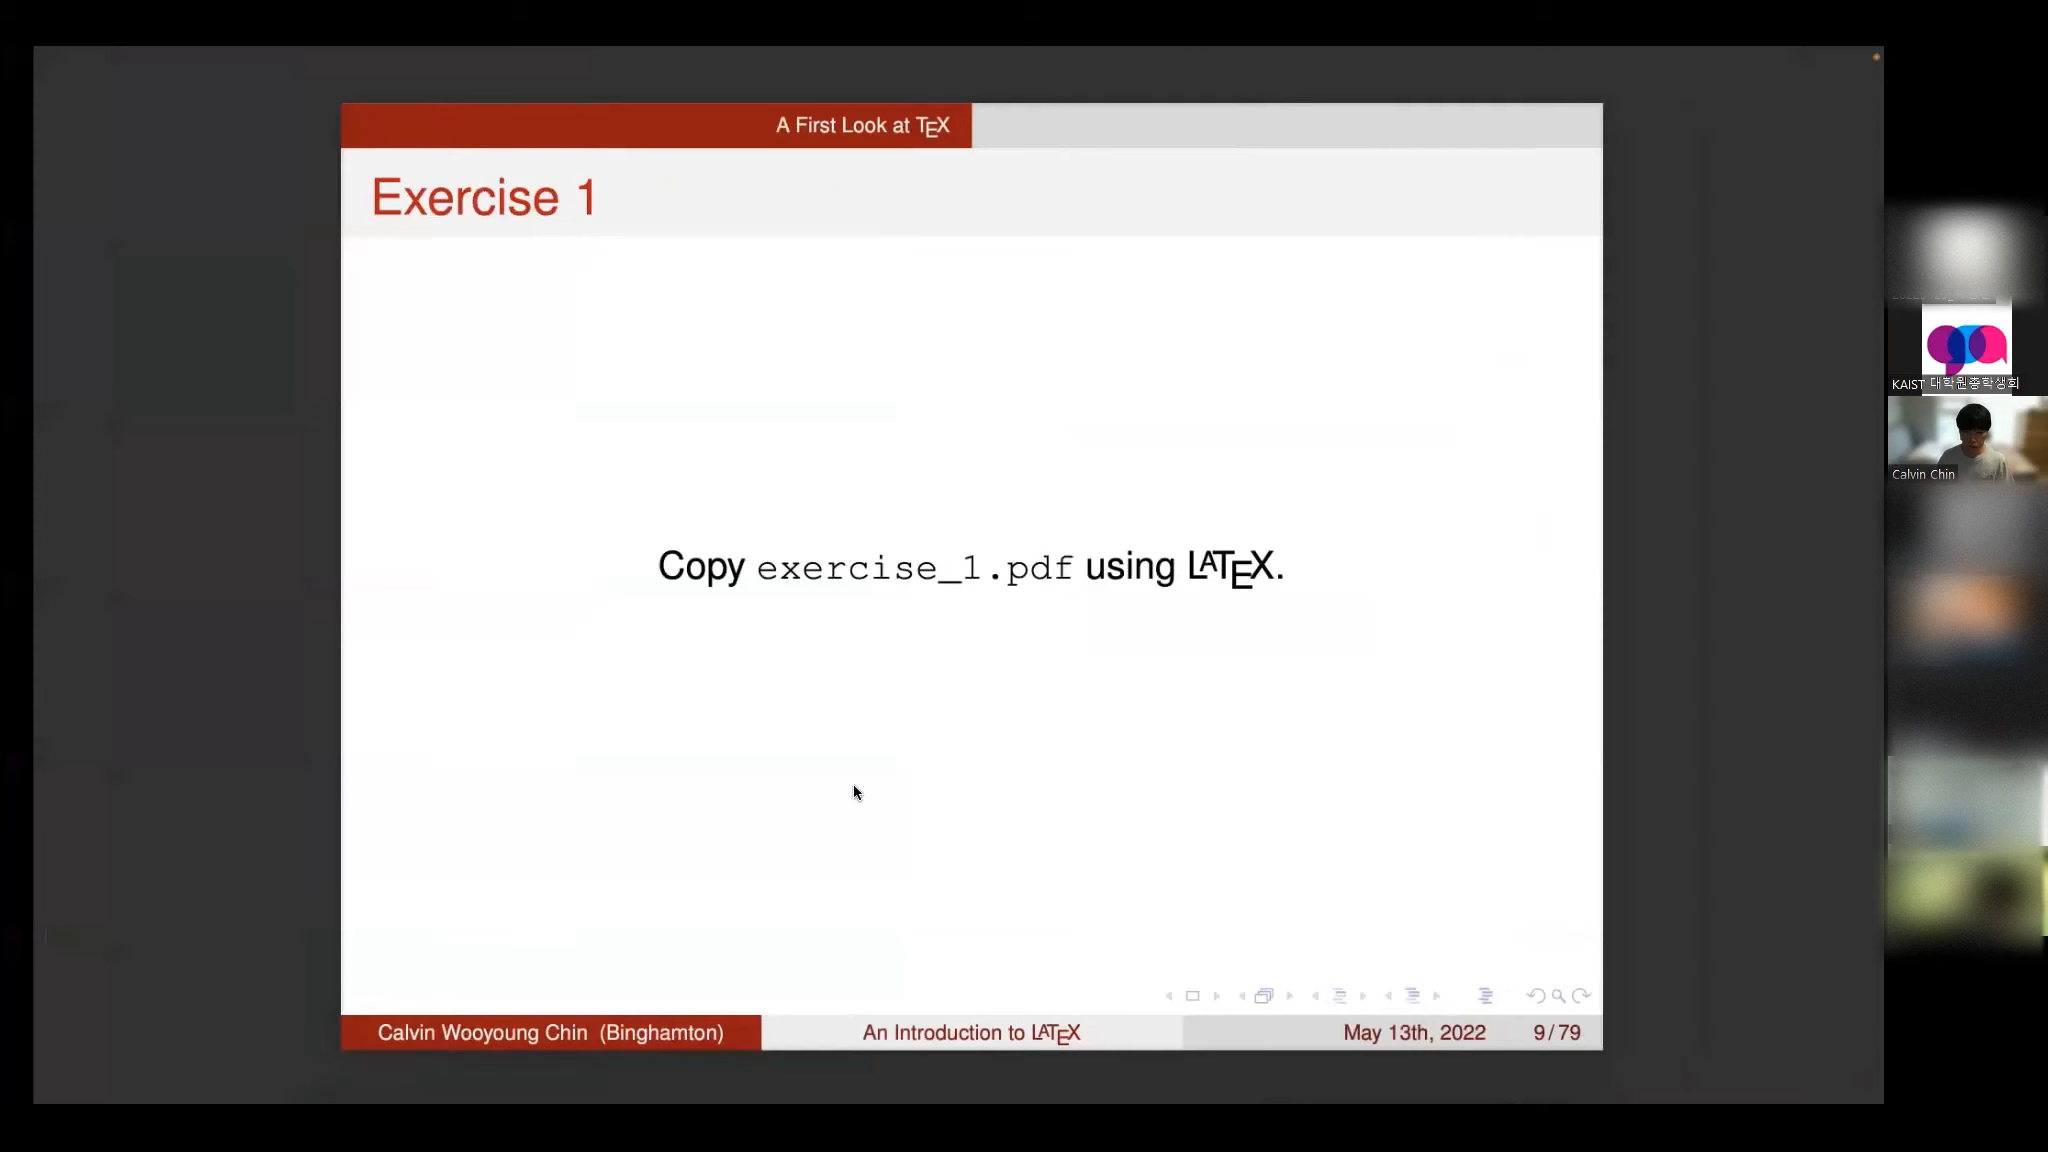 A First Look at TEX
Exercise 1
Copy exercise_1.pdf using LATEX.
Calvin Wooyoung Chin (Binghamton)
An Introduction to LATEX
May 13th, 2022
9/79
KAIST 대학원총학생회
Calvin Chin